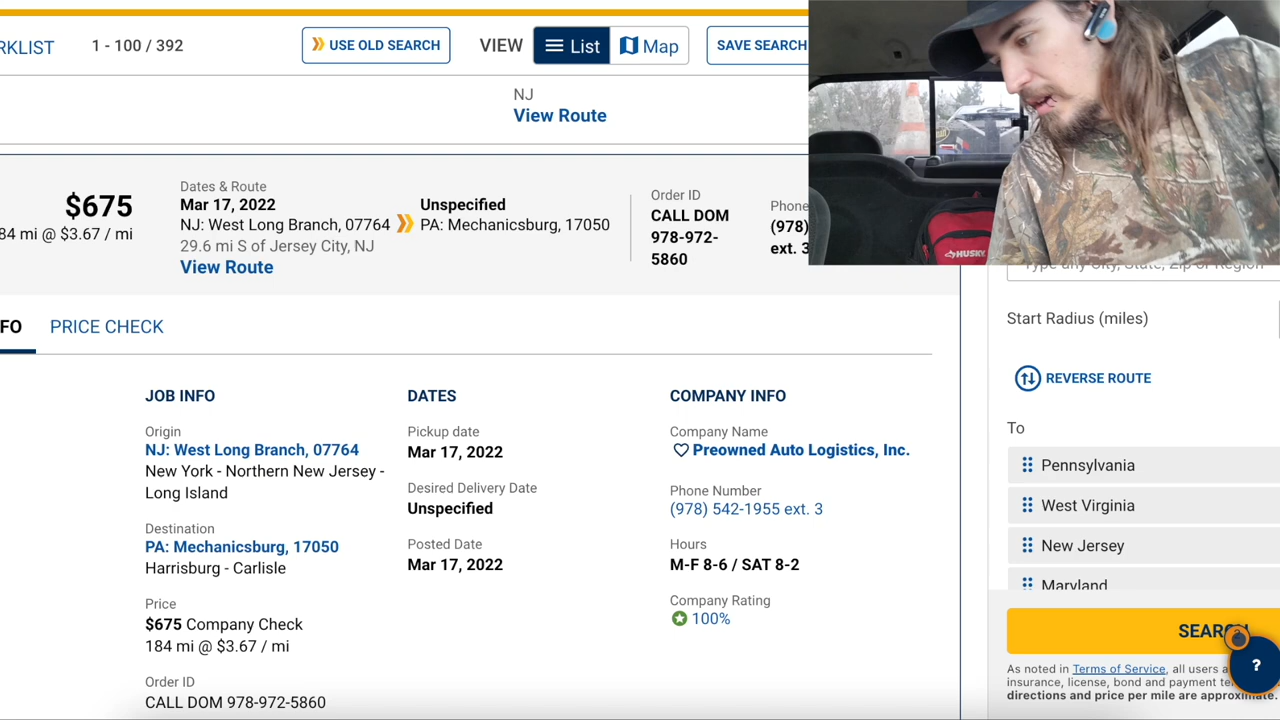 RKLIST
1 - 100 / 392
USE OLD SEARCH
VIEW
List
Map
SAVE SEARCH
NJ
View Route
$675
84 mi @ $3.67 / mi
Dates & Route
Mar 17, 2022
NJ: West Long Branch, 07764
29.6 mi S of Jersey City, NJ
View Route
Unspecified
PA: Mechanicsburg, 17050
Order ID
CALL DOM
978-972-
5860
Phone
(978)
ext. 3
HUSKY
FO
PRICE CHECK
JOB INFO
Origin
NJ: West Long Branch, 07764
New York - Northern New Jersey -
Long Island
Destination
PA: Mechanicsburg, 17050
Harrisburg - Carlisle
Price
$675 Company Check
184 mi @ $3.67 / mi
Order ID
CALL DOM 978-972-5860
DATES
Pickup date
Mar 17, 2022
Desired Delivery Date
Unspecified
Posted Date
Mar 17, 2022
COMPANY INFO
Company Name
Preowned Auto Logistics, Inc.
Phone Number
(978) 542-1955 ext. 3
Hours
M-F 8-6 / SAT 8-2
Company Rating
100%
Type any City, State, Zip or Region
Start Radius (miles)
REVERSE ROUTE
To
Pennsylvania
West Virginia
New Jersey
Maryland
SEARCH
?
As noted in Terms of Service, all users a
insurance, license, bond and payment te
directions and price per mile are approximate.